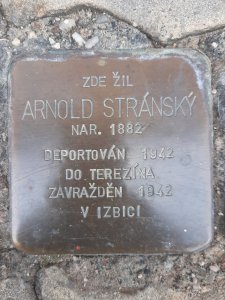 ZDE ŽIL
ARNOLD STRÁNSKÝ
NAR. 1882
DEPORTOVÁN 1942
DO TEREZÍNA
ZAVRAŽDĚN 1942
V IZBICI